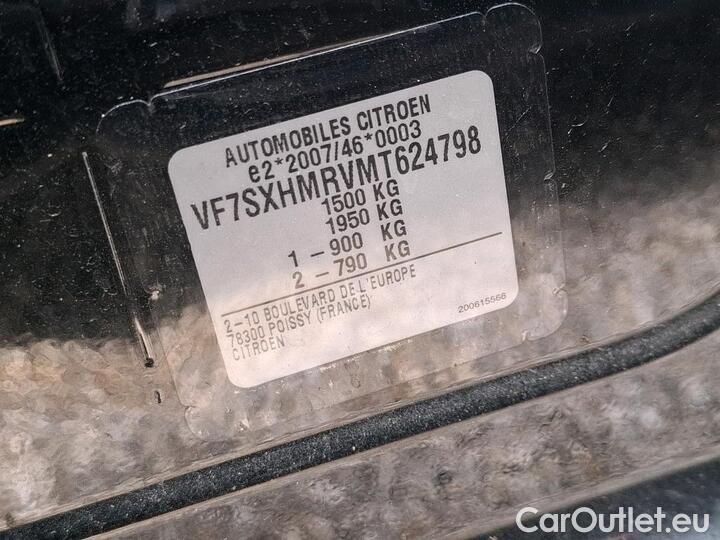 AUTOMOBILES CITROEN
e2*2007/46*0003
VF7SXHMRVMT624798
1500 KG
1950 KG
1 - 900 KG
2 - 790 KG
2-10 BOULEVARD DE L'EUROPE
78300 POISSY (FRANCE)
CITROEN
200615566
CarOutlet.eu